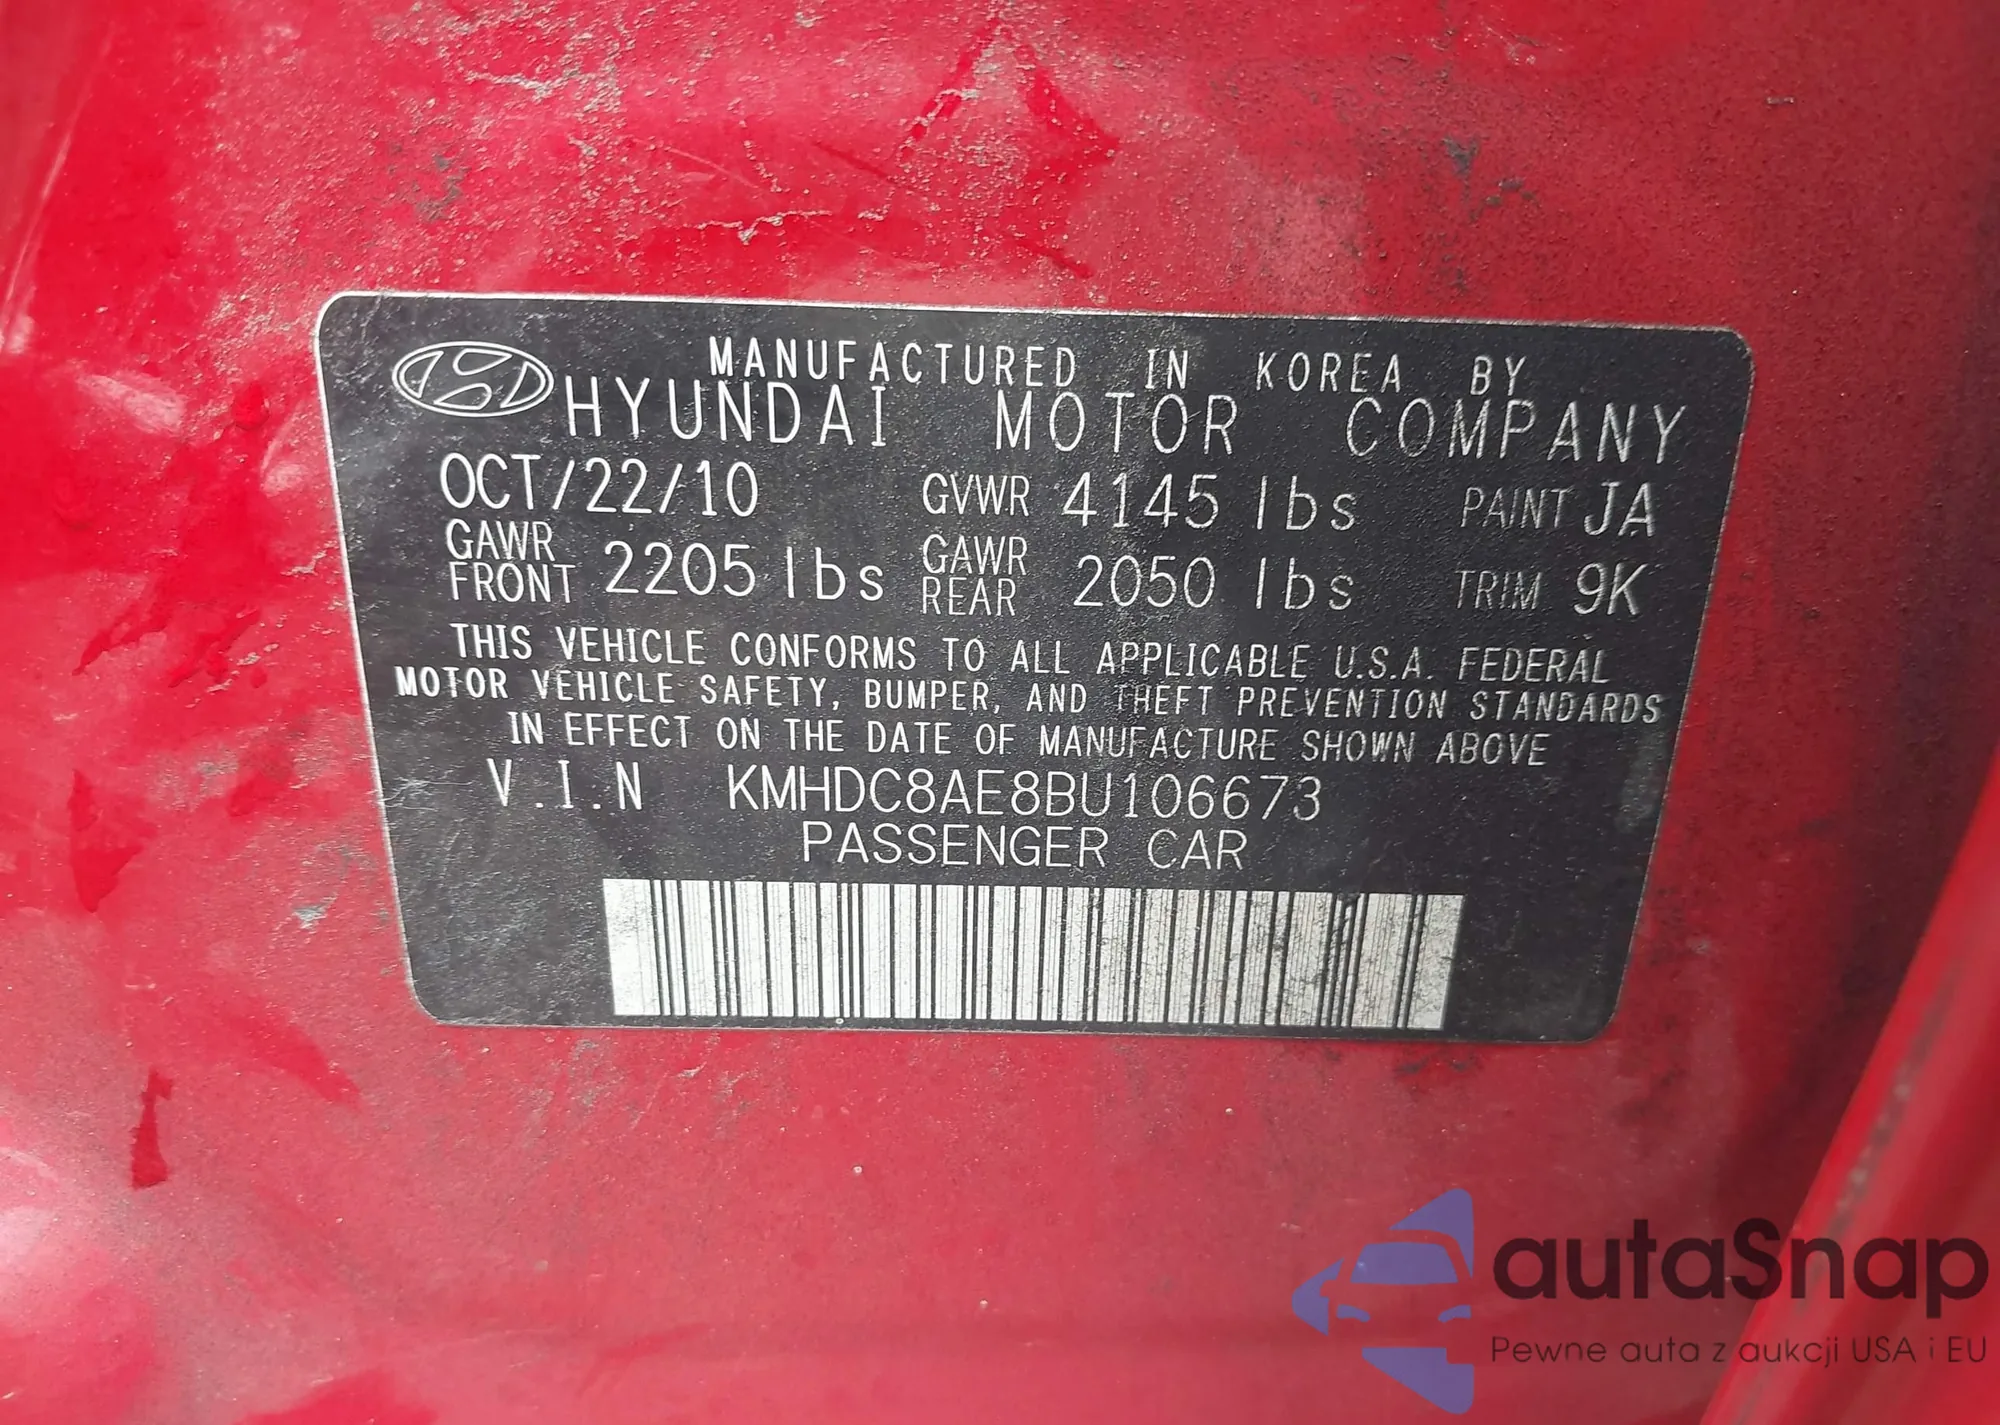 MANUFACTURED IN KOREA BY
HYUNDAI MOTOR COMPANY
OCT/22/10 GVWR 4145 lbs PAINT JA
GAWR FRONT 2205 lbs GAWR REAR 2050 lbs TRIM 9K
THIS VEHICLE CONFORMS TO ALL APPLICABLE U.S.A. FEDERAL
MOTOR VEHICLE SAFETY, BUMPER, AND THEFT PREVENTION STANDARDS
IN EFFECT ON THE DATE OF MANUFACTURE SHOWN ABOVE
V.I.N KMHDC8AE8BU106673
PASSENGER CAR
autaSnap
Pewne auta z aukcji USA i EU